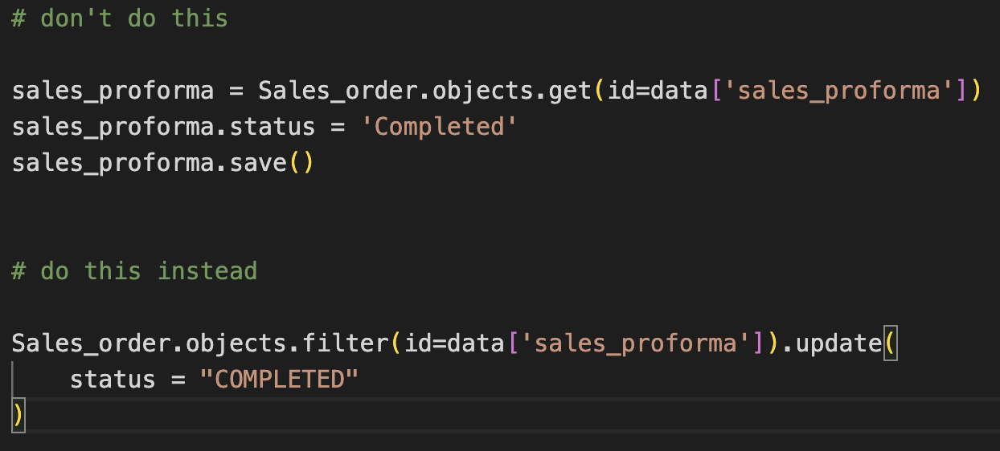 # don't do this
sales_proforma = Sales_order.objects.get(id=data['sales_proforma'])
sales_proforma.status = 'Completed'
sales_proforma.save()
# do this instead
Sales_order.objects.filter(id=data['sales_proforma']).update(
    status = "COMPLETED"
)